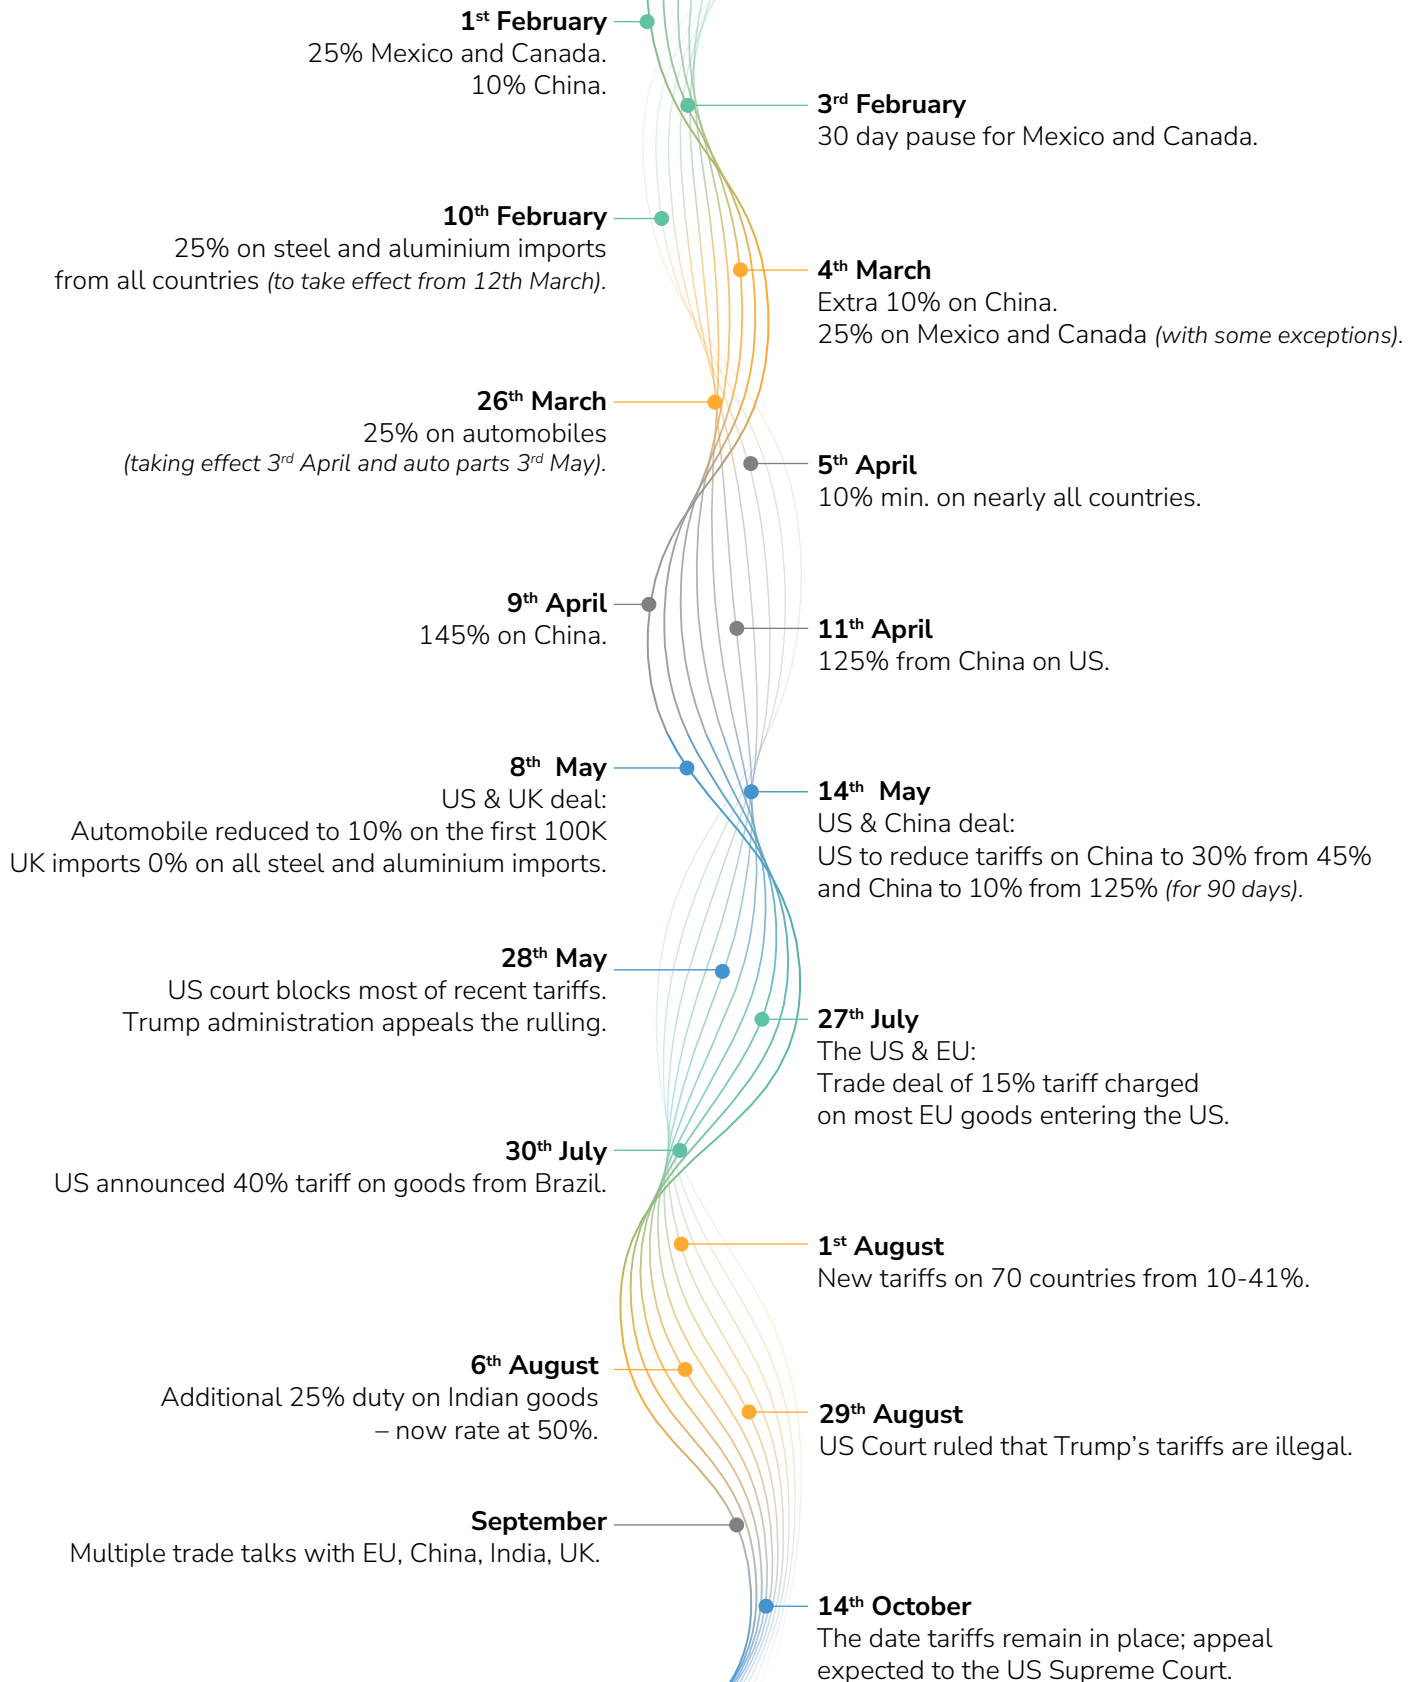 1st February
25% Mexico and Canada.
10% China.
3rd February
30 day pause for Mexico and Canada.
10th February
25% on steel and aluminium imports
from all countries (to take effect from 12th March).
4th March
Extra 10% on China.
25% on Mexico and Canada (with some exceptions).
26th March
25% on automobiles
(taking effect 3rd April and auto parts 3rd May).
5th April
10% min. on nearly all countries.
9th April
145% on China.
11th April
125% from China on US.
8th May
US & UK deal:
Automobile reduced to 10% on the first 100K
UK imports 0% on all steel and aluminium imports.
14th May
US & China deal:
US to reduce tariffs on China to 30% from 45%
and China to 10% from 125% (for 90 days).
28th May
US court blocks most of recent tariffs.
Trump administration appeals the rulling.
27th July
The US & EU:
Trade deal of 15% tariff charged
on most EU goods entering the US.
30th July
US announced 40% tariff on goods from Brazil.
1st August
New tariffs on 70 countries from 10-41%.
6th August
Additional 25% duty on Indian goods
– now rate at 50%.
29th August
US Court ruled that Trump’s tariffs are illegal.
September
Multiple trade talks with EU, China, India, UK.
14th October
The date tariffs remain in place; appeal
expected to the US Supreme Court.